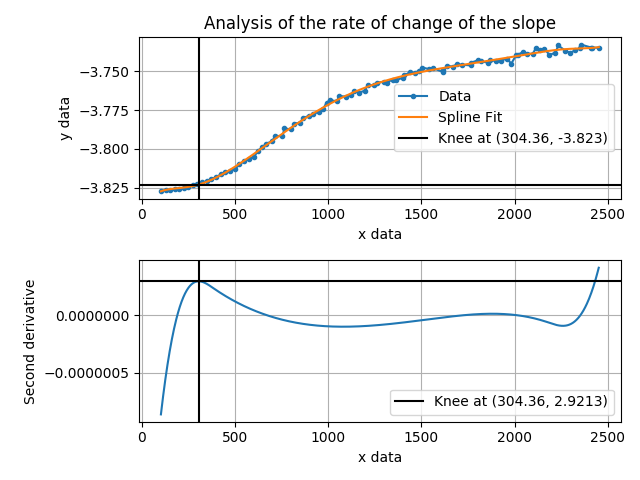 Analysis of the rate of change of the slope
−3.750
−3.775
−3.800
−3.825
y data
Data
Spline Fit
Knee at (304.36, -3.823)
0 500 1000 1500 2000 2500
x data
0.0000000
−0.0000005
Second derivative
Knee at (304.36, 2.9213)
0 500 1000 1500 2000 2500
x data